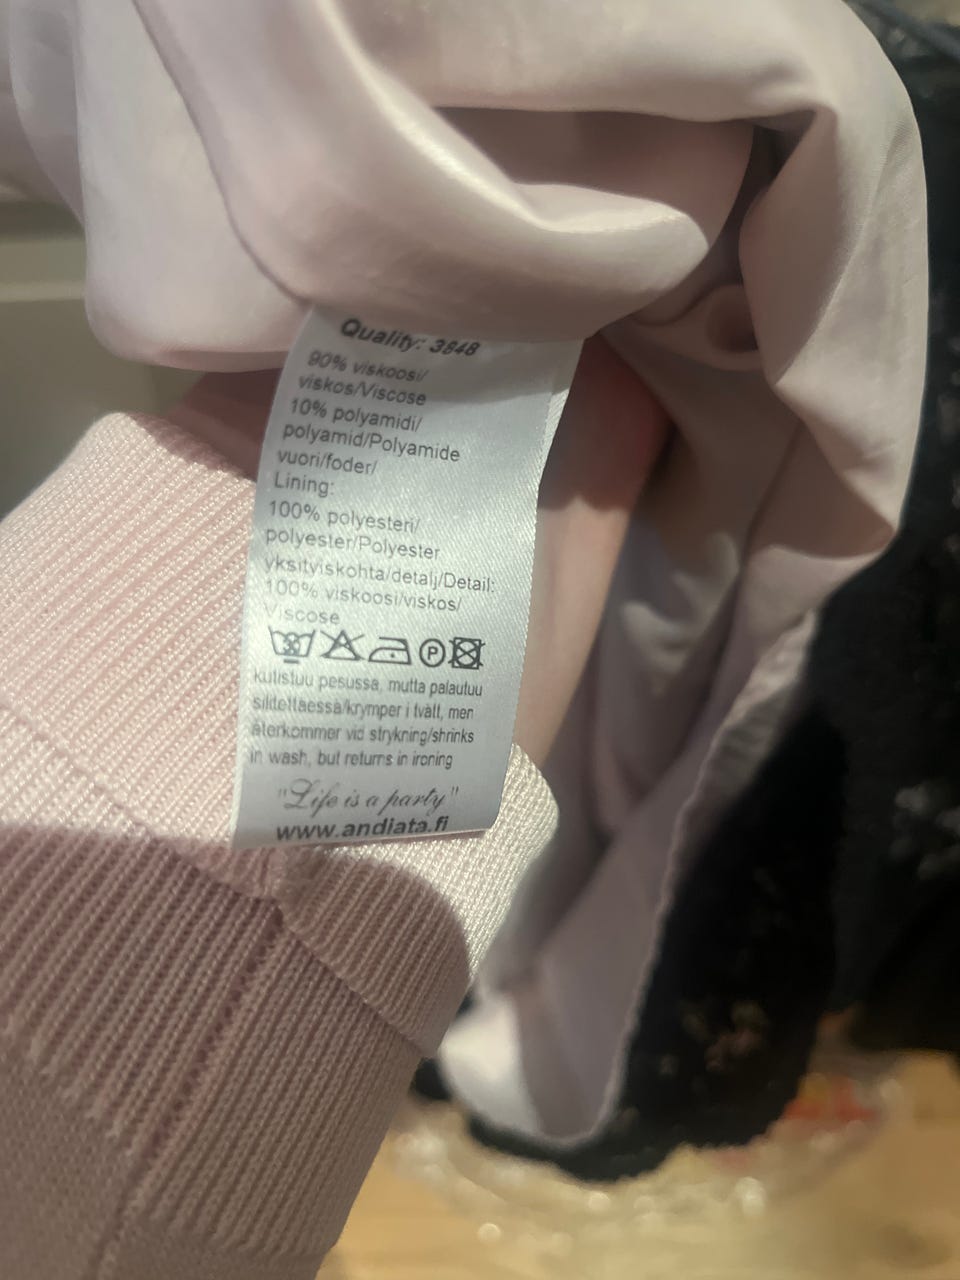 Quality: 3848
90% viskoosi/
viskos/Viscose
10% polyamidi/
polyamid/Polyamide
vuori/foder/
Lining:
100% polyesteri/
polyester/Polyester
yksityiskohta/detalj/Detail:
100% viskoosi/viskos/
Viscose
P
kutistuu pesussa, mutta palautuu
silitettäessä/krymper i tvätt, men
återkommer vid strykning/shrinks
in wash, but returns in ironing
"Life is a party"
www.andiata.fi